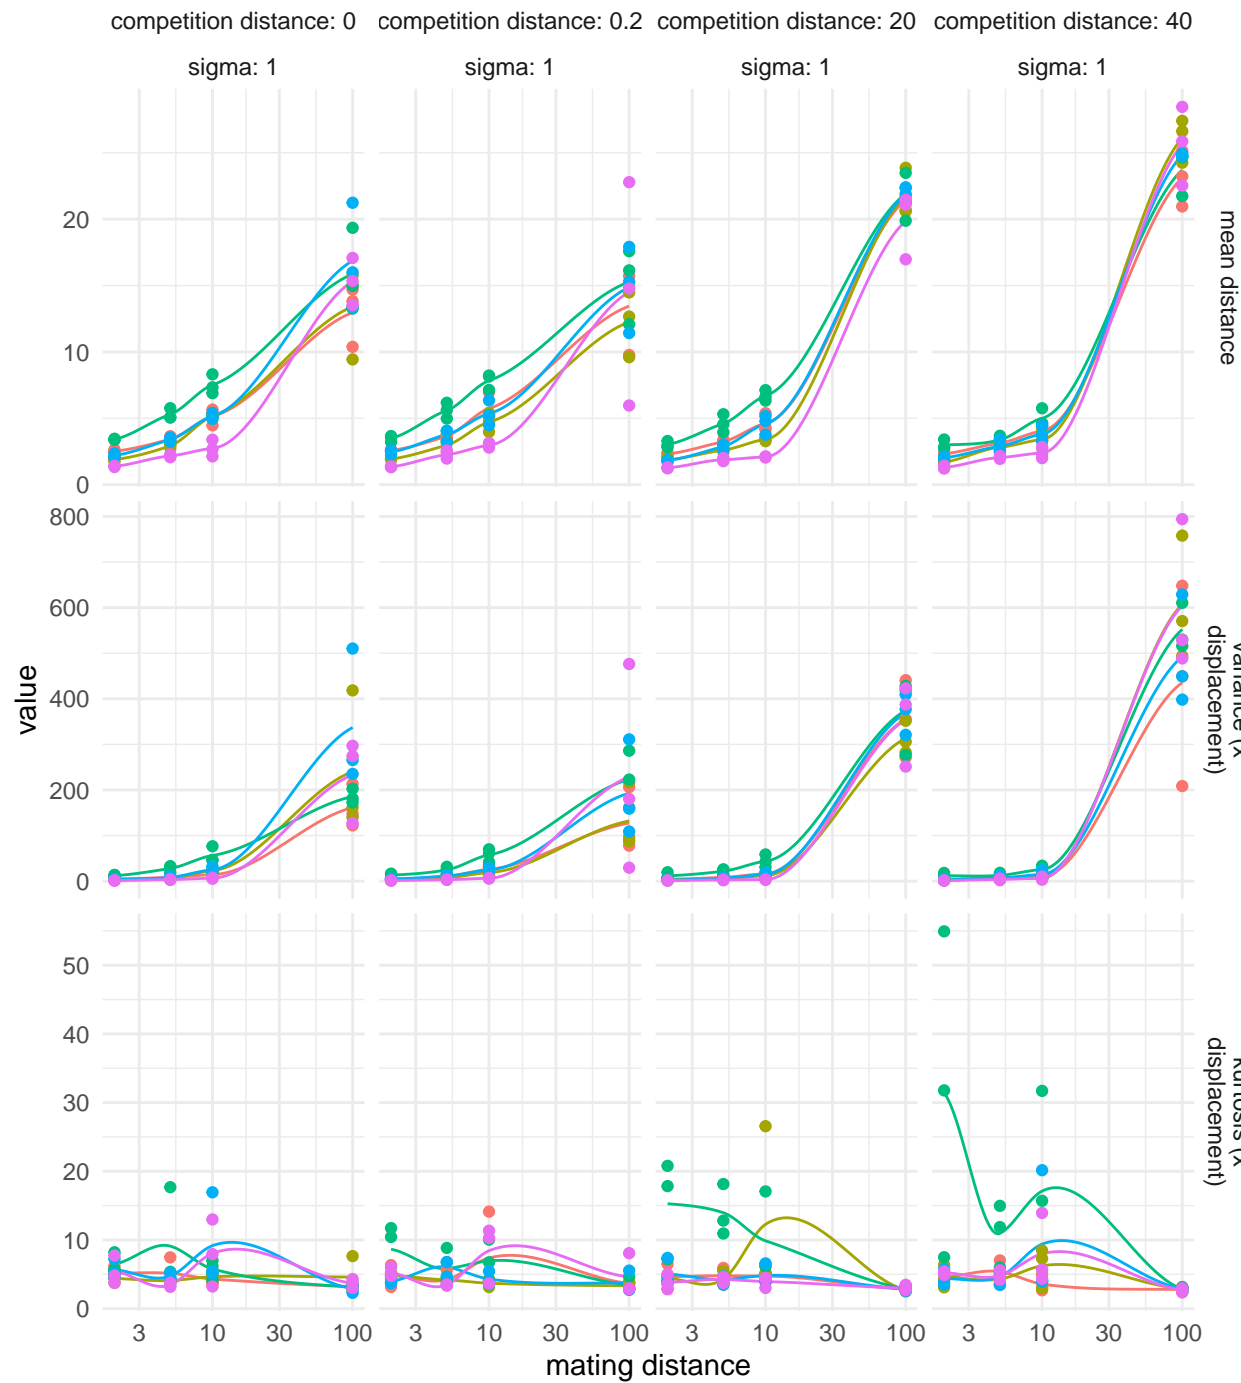 competition distance: 0 competition distance: 0.2 competition distance: 20 competition distance: 40
sigma: 1 sigma: 1 sigma: 1 sigma: 1
20
10
0
mean distance
800
600
400
200
0
variance (x
displacement)
50
40
30
20
10
0
kurtosis (x
displacement)
3 10 30 100 3 10 30 100 3 10 30 100 3 10 30 100
mating distance
value